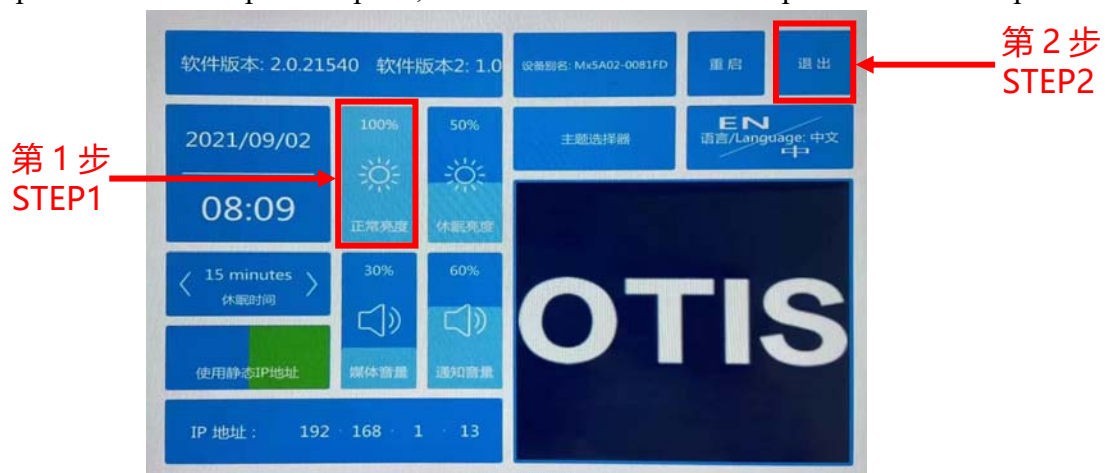 软件版本: 2.0.21540 软件版本2: 1.0
设备别名: Mx5A02-0081FD
重启
退出
第 2 步
STEP2
2021/09/02
08:09
100%
正常亮度
50%
休眠亮度
主题选择器
EN
语言/Language: 中文
中
第 1 步
STEP1
15 minutes
休眠时间
30%
媒体音量
60%
通知音量
OTIS
使用静态IP地址
IP 地址 : 192 · 168 · 1 · 13